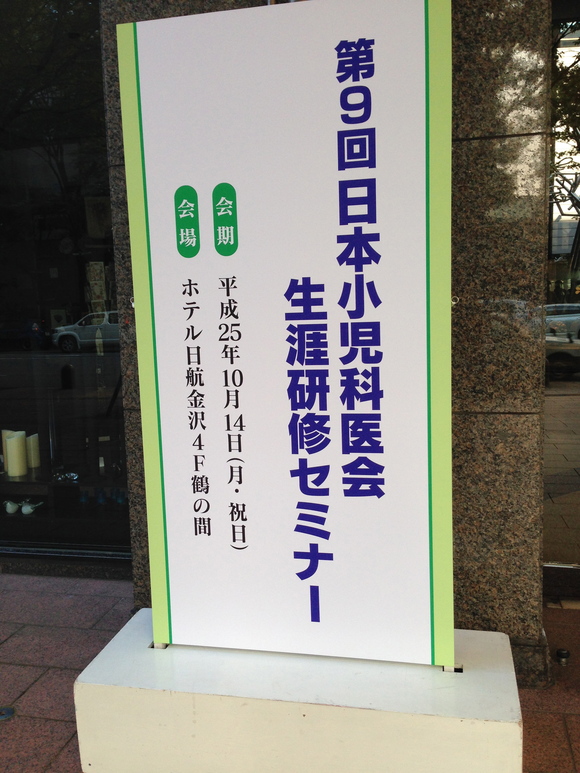 第9回日本小児科医会
生涯研修セミナー
会期 平成25年10月14日(月・祝日)
会場 ホテル日航金沢4F鶴の間